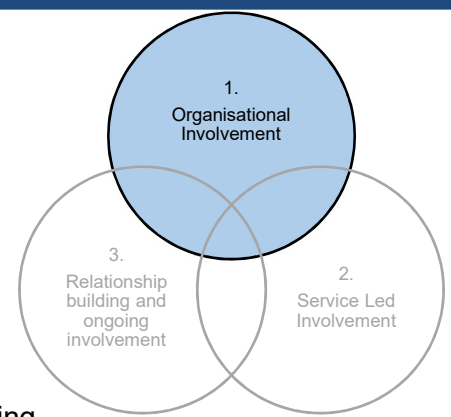 1.
Organisational
Involvement
3.
Relationship
building and
ongoing
involvement
2.
Service Led
Involvement